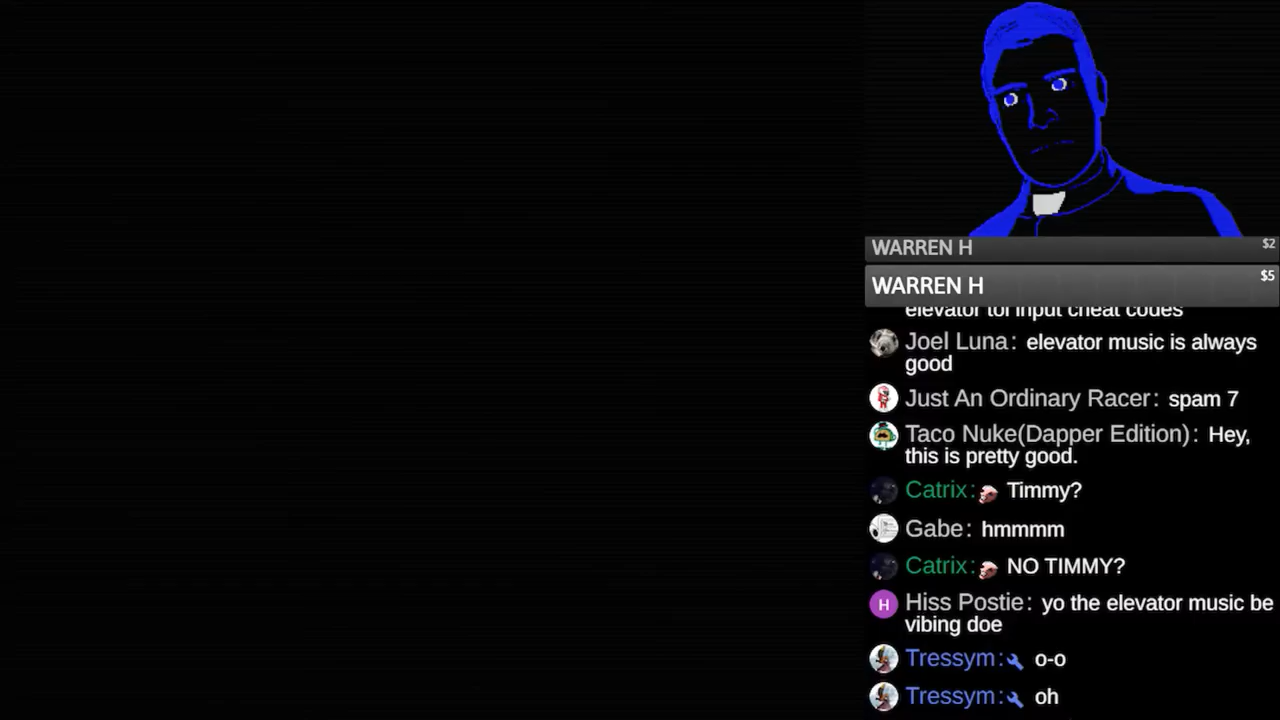 WARREN H $2
WARREN H $5
elevator tol input cheat codes
Joel Luna: elevator music is always
good
Just An Ordinary Racer: spam 7
Taco Nuke(Dapper Edition): Hey,
this is pretty good.
Catrix: Timmy?
Gabe: hmmmm
Catrix: NO TIMMY?
H Hiss Postie: yo the elevator music be
vibing doe
Tressym: o-o
Tressym: oh